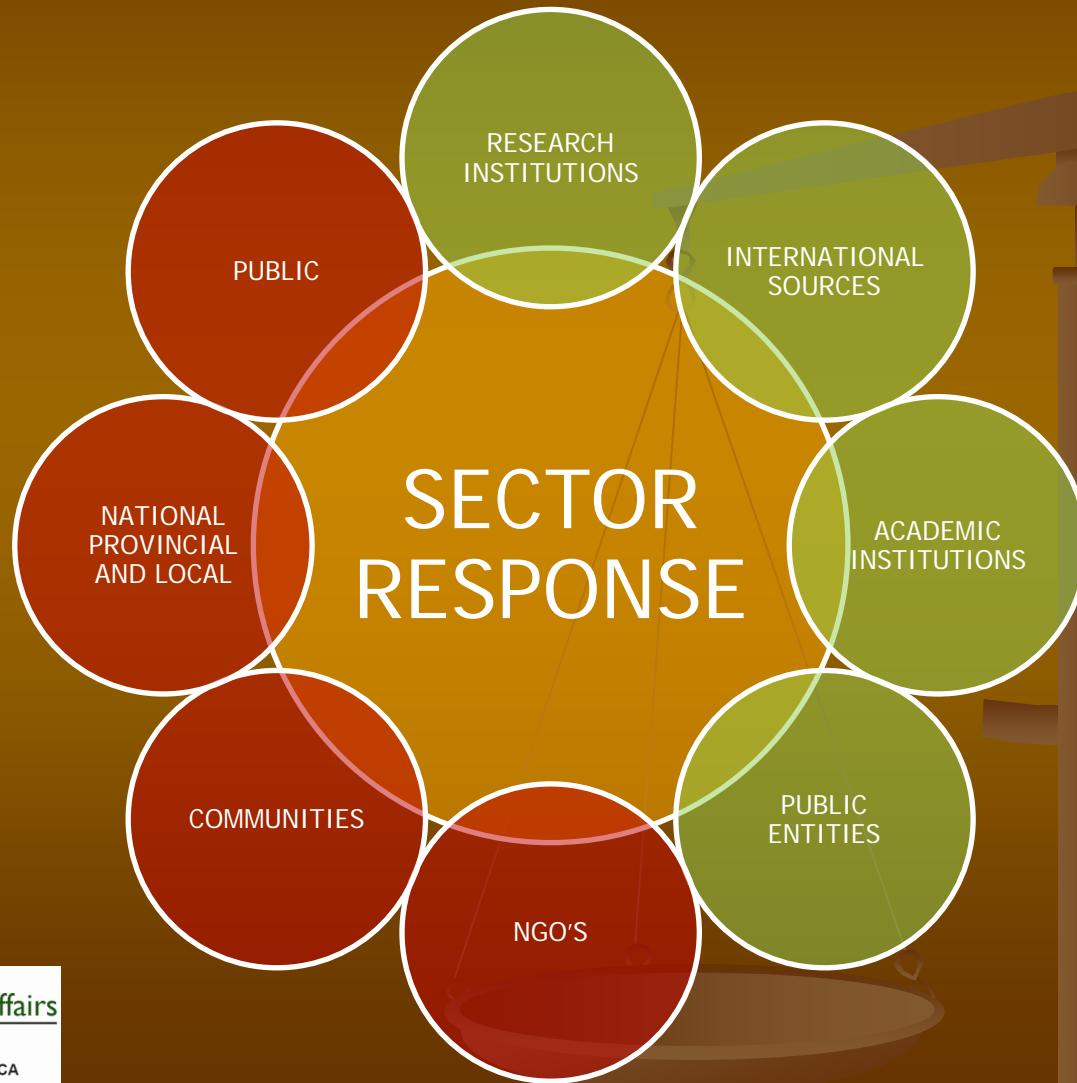 RESEARCH
INSTITUTIONS
INTERNATIONAL
SOURCES
PUBLIC
SECTOR
RESPONSE
NATIONAL
PROVINCIAL
AND LOCAL
ACADEMIC
INSTITUTIONS
COMMUNITIES
PUBLIC
ENTITIES
NGO'S
ffairs
CA